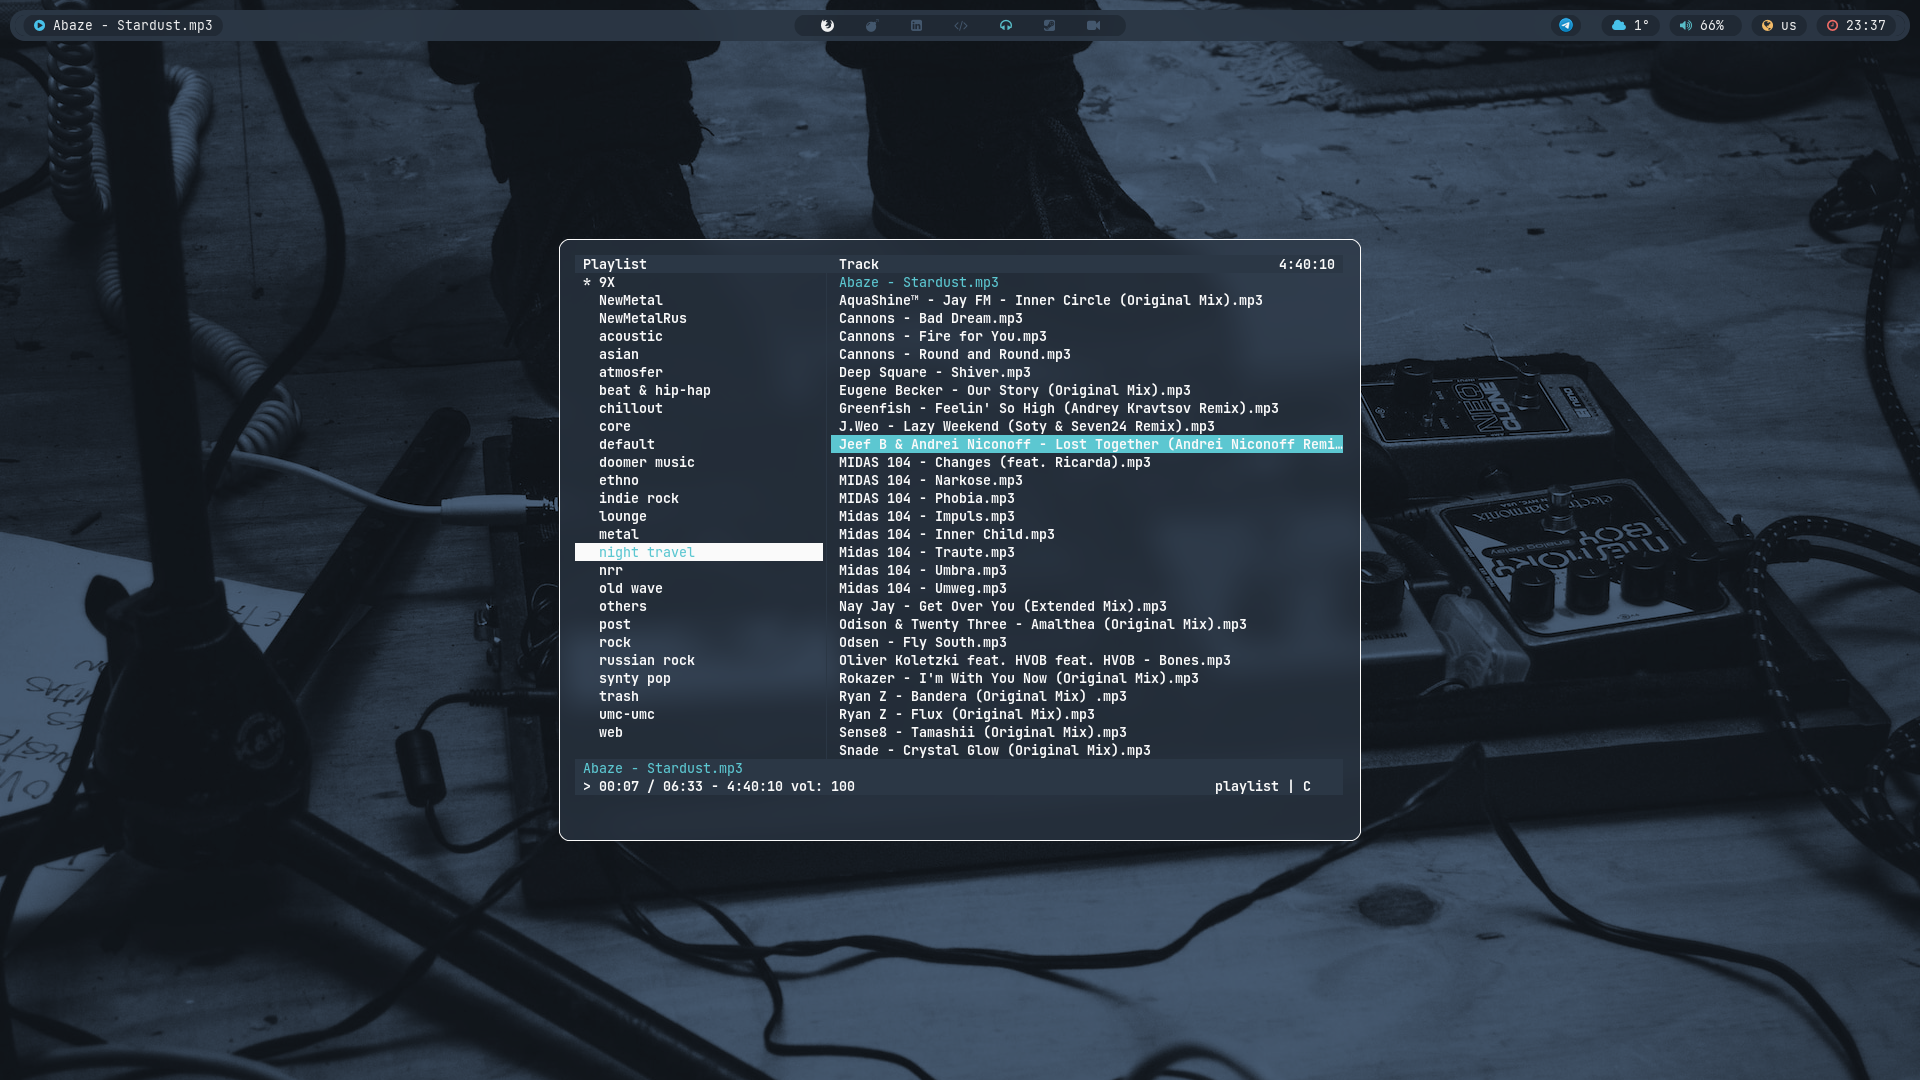 Abaze - Stardust.mp3
1°
66%
us
23:37
Playlist Track 4:40:10
* 9X
NewMetal
NewMetalRus
acoustic
asian
atmosfer
beat & hip-hap
chillout
core
default
doomer music
ethno
indie rock
lounge
metal
night travel
nrr
old wave
others
post
rock
russian rock
synty pop
trash
umc-umc
web
Abaze - Stardust.mp3
AquaShine™ - Jay FM - Inner Circle (Original Mix).mp3
Cannons - Bad Dream.mp3
Cannons - Fire for You.mp3
Cannons - Round and Round.mp3
Deep Square - Shiver.mp3
Eugene Becker - Our Story (Original Mix).mp3
Greenfish - Feelin' So High (Andrey Kravtsov Remix).mp3
J.Weo - Lazy Weekend (Soty & Seven24 Remix).mp3
Jeef B & Andrei Niconoff - Lost Together (Andrei Niconoff Remi…
MIDAS 104 - Changes (feat. Ricarda).mp3
MIDAS 104 - Narkose.mp3
MIDAS 104 - Phobia.mp3
Midas 104 - Impuls.mp3
Midas 104 - Inner Child.mp3
Midas 104 - Traute.mp3
Midas 104 - Umbra.mp3
Midas 104 - Umweg.mp3
Nay Jay - Get Over You (Extended Mix).mp3
Odison & Twenty Three - Amalthea (Original Mix).mp3
Odsen - Fly South.mp3
Oliver Koletzki feat. HVOB feat. HVOB - Bones.mp3
Rokazer - I'm With You Now (Original Mix).mp3
Ryan Z - Bandera (Original Mix) .mp3
Ryan Z - Flux (Original Mix).mp3
Sense8 - Tamashii (Original Mix).mp3
Snade - Crystal Glow (Original Mix).mp3
Abaze - Stardust.mp3
> 00:07 / 06:33 - 4:40:10 vol: 100 playlist | C
NEO
CLONE
electro-harmonix
MEMORY
BOY
analog delay